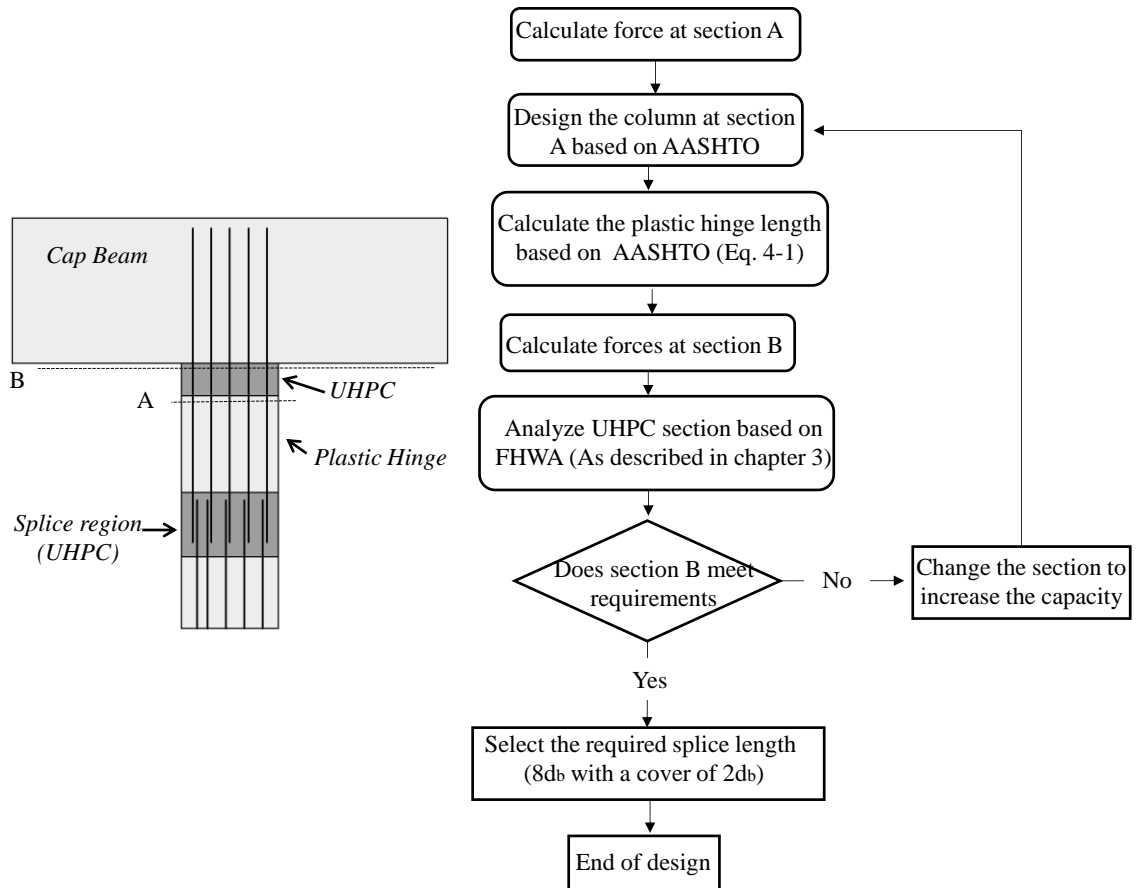 Cap Beam
B
A
UHPC
Plastic Hinge
Splice region
(UHPC)
Calculate force at section A
Design the column at section
A based on AASHTO
Calculate the plastic hinge length
based on  AASHTO (Eq. 4-1)
Calculate forces at section B
Analyze UHPC section based on
FHWA (As described in chapter 3)
Does section B meet
requirements
No
Change the section to
increase the capacity
Yes
Select the required splice length
(8db with a cover of 2db)
End of design